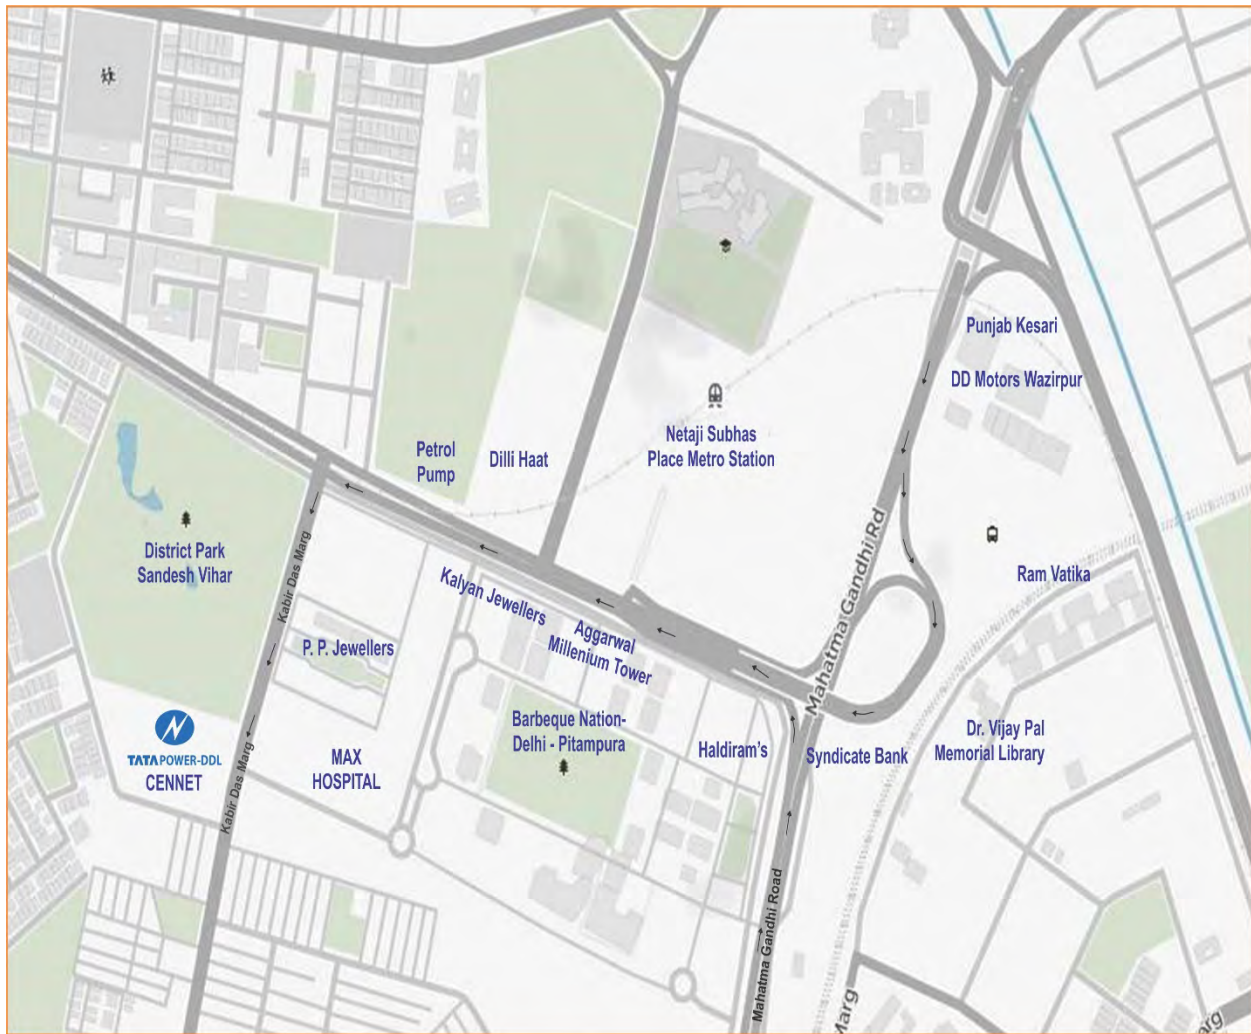 Punjab Kesari
DD Motors Wazirpur
Netaji Subhas
Place Metro Station
Petrol
Pump
Dilli Haat
Mahatma Gandhi Rd
District Park
Sandesh Vihar
Kabir Das Marg
Kalyan Jewellers
Aggarwal
Millenium Tower
Ram Vatika
P. P. Jewellers
TATA POWER-DDL
CENNET
Kabir Das Marg
MAX
HOSPITAL
Barbeque Nation-
Delhi - Pitampura
Haldiram's
Syndicate Bank
Dr. Vijay Pal
Memorial Library
Mahatma Gandhi Road
Marg